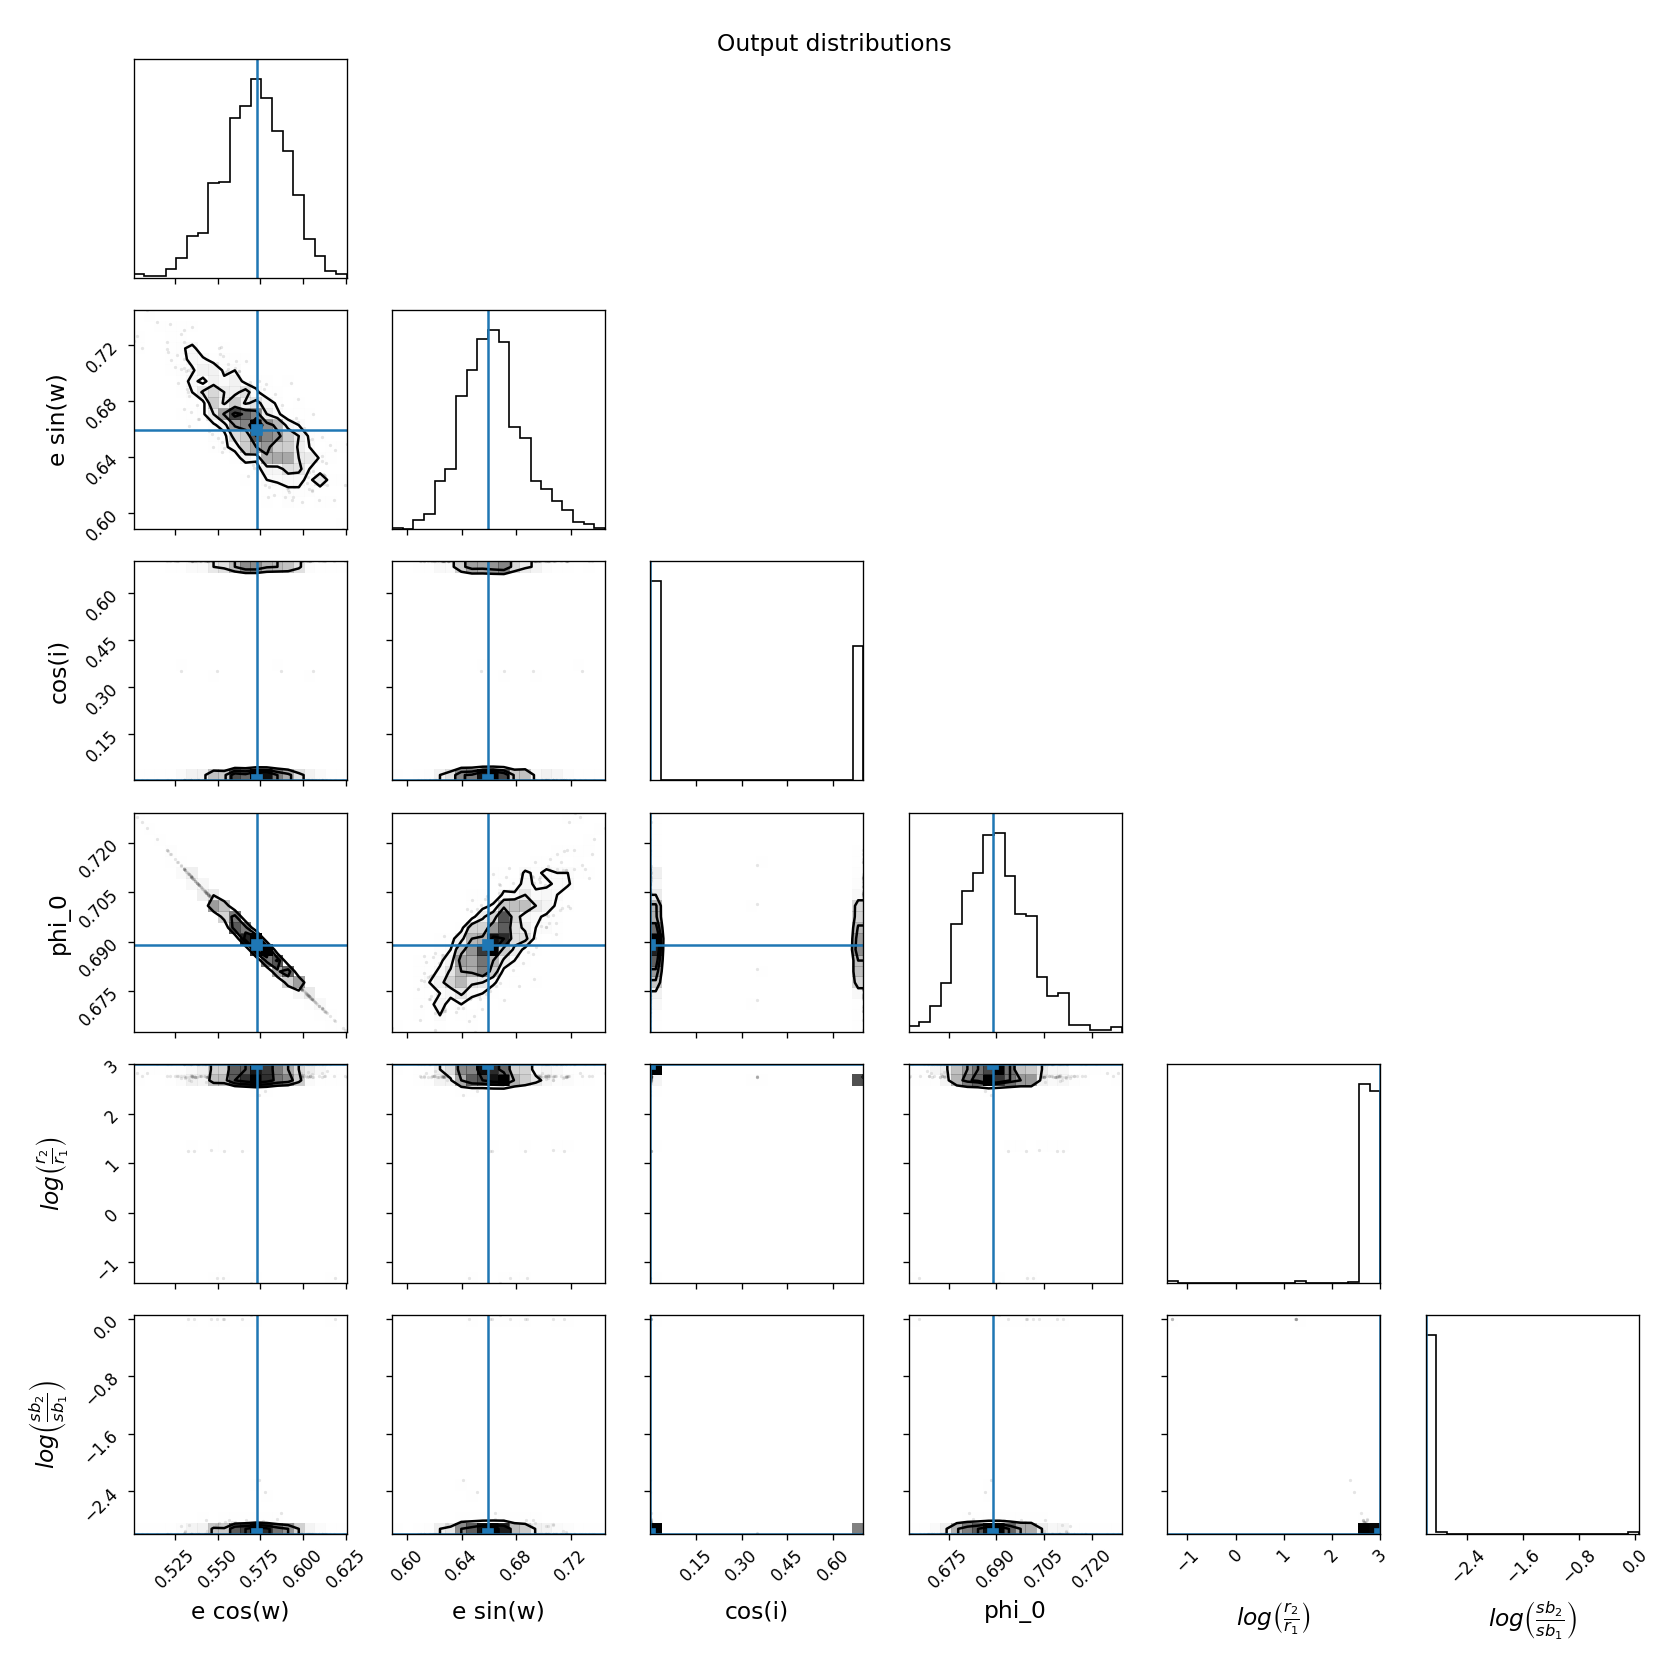 Output distributions
0.72
0.68
0.64
0.60
e sin(w)
0.60
0.45
0.30
0.15
cos(i)
0.720
0.705
0.690
0.675
phi_0
3
2
1
0
−1
log(r₂/r₁)
0.0
−0.8
−1.6
−2.4
log(sb₂/sb₁)
0.525 0.550 0.575 0.600 0.625
0.60 0.64 0.68 0.72
0.15 0.30 0.45 0.60
0.675 0.690 0.705 0.720
−1 0 1 2 3
−2.4 −1.6 −0.8 0.0
e cos(w)
e sin(w)
cos(i)
phi_0
log(r₂/r₁)
log(sb₂/sb₁)